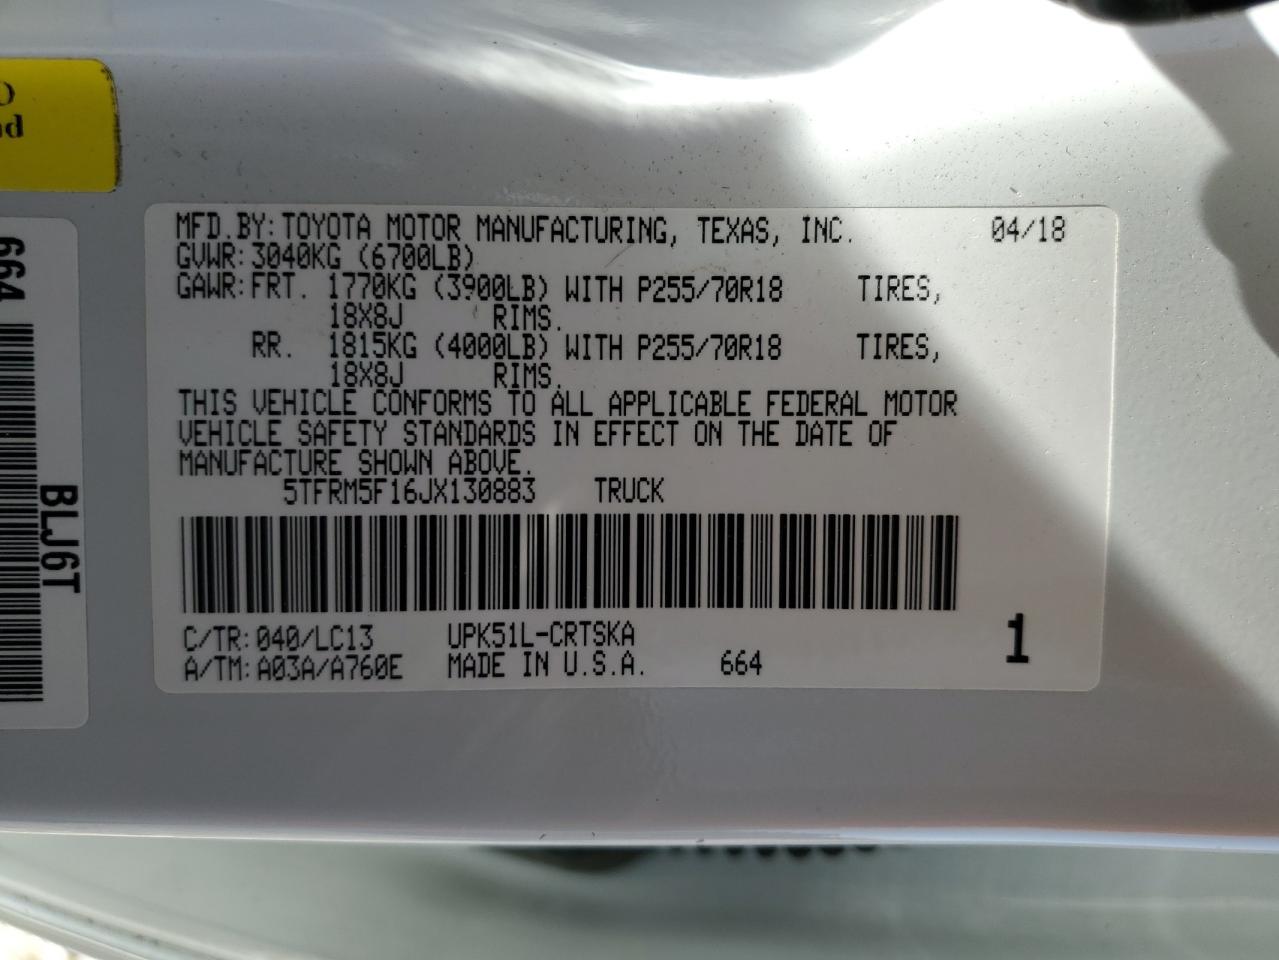 MFD.BY:TOYOTA MOTOR MANUFACTURING, TEXAS, INC. 04/18
GVWR:3040KG (6700LB)
GAWR:FRT. 1770KG (3900LB) WITH P255/70R18 TIRES,
18X8J RIMS.
RR. 1815KG (4000LB) WITH P255/70R18 TIRES,
18X8J RIMS.
THIS VEHICLE CONFORMS TO ALL APPLICABLE FEDERAL MOTOR
VEHICLE SAFETY STANDARDS IN EFFECT ON THE DATE OF
MANUFACTURE SHOWN ABOVE.
5TFRM5F16JX130883 TRUCK
C/TR:040/LC13 UPK51L-CRTSKA
A/TM:A03A/A760E MADE IN U.S.A. 664
1
664
BLJ6T